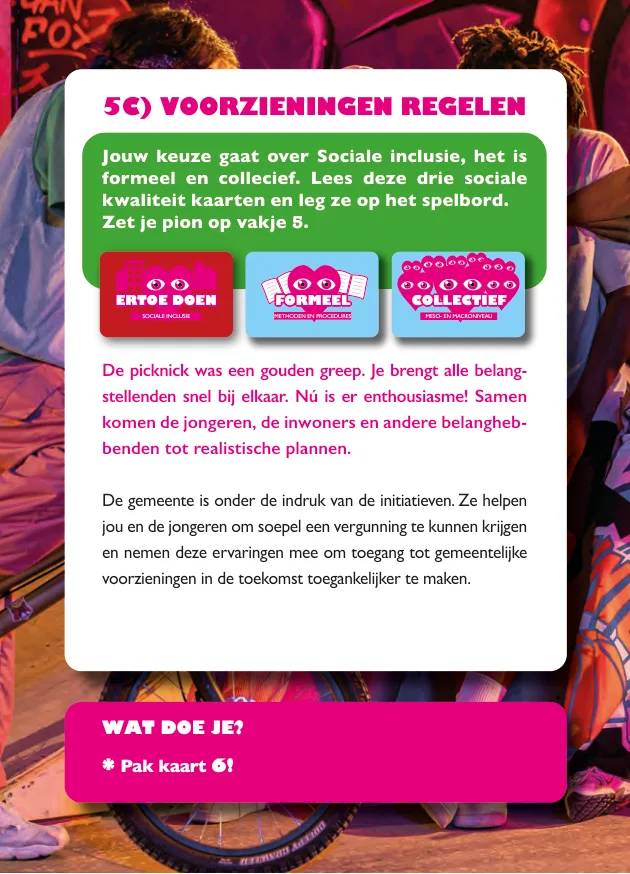 5C) VOORZIENINGEN REGELEN
Jouw keuze gaat over Sociale inclusie, het is
formeel en collecief. Lees deze drie sociale
kwaliteit kaarten en leg ze op het spelbord.
Zet je pion op vakje 5.
ERTOE DOEN
SOCIALE INCLUSIE
FORMEEL
METHODEN EN PROCEDURES
COLLECTIEF
MESO- EN MACRONIVEAU
De picknick was een gouden greep. Je brengt alle belang-
stellenden snel bij elkaar. Nú is er enthousiasme! Samen
komen de jongeren, de inwoners en andere belangheb-
benden tot realistische plannen.
De gemeente is onder de indruk van de initiatieven. Ze helpen
jou en de jongeren om soepel een vergunning te kunnen krijgen
en nemen deze ervaringen mee om toegang tot gemeentelijke
voorzieningen in de toekomst toegankelijker te maken.
WAT DOE JE?
* Pak kaart 6!